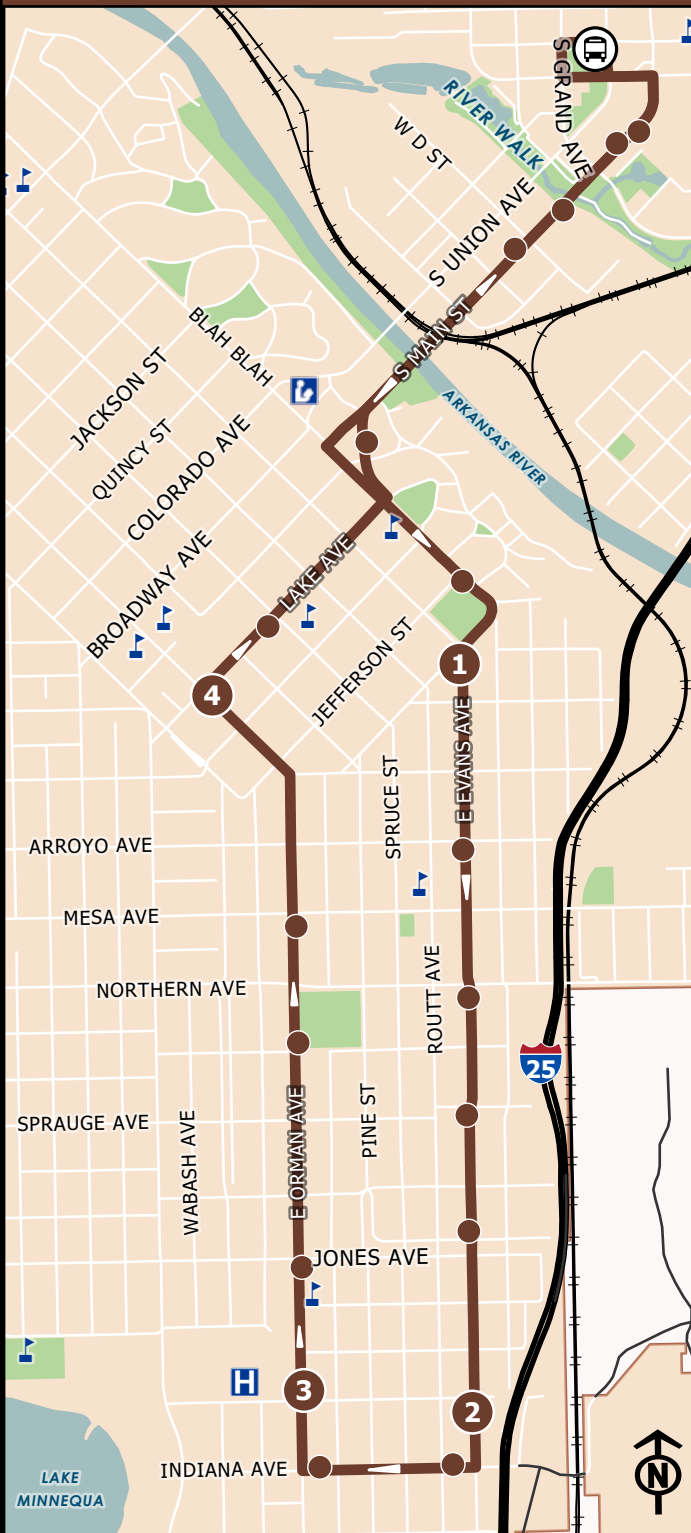 S GRAND AVE
RIVER WALK
W D ST
S UNION AVE
S MAIN ST
BLAH BLAH
JACKSON ST
QUINCY ST
COLORADO AVE
ARKANSAS RIVER
BROADWAY AVE
LAKE AVE
JEFFERSON ST
1
4
E EVANS AVE
SPRUCE ST
ARROYO AVE
MESA AVE
NORTHERN AVE
ROUTT AVE
25
SPRAUGE AVE
WABASH AVE
E ORMAN AVE
PINE ST
JONES AVE
H
3
2
INDIANA AVE
LAKE
MINNEQUA
N